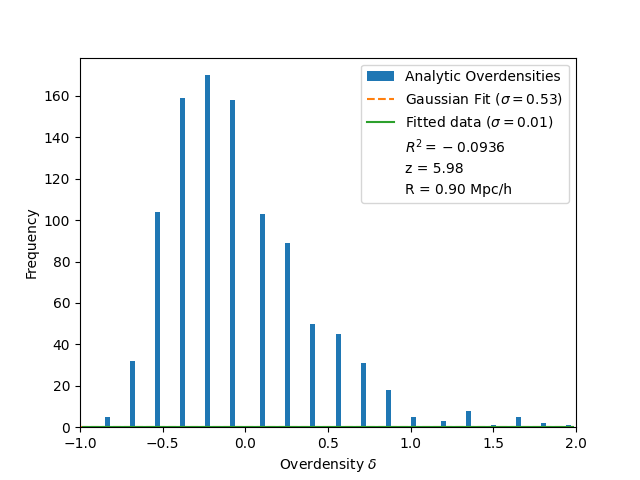 Analytic Overdensities
Gaussian Fit (σ = 0.53)
Fitted data (σ = 0.01)
R² = −0.0936
z = 5.98
R = 0.90 Mpc/h
160
140
120
100
80
60
40
20
0
Frequency
−1.0 −0.5 0.0 0.5 1.0 1.5 2.0
Overdensity δ